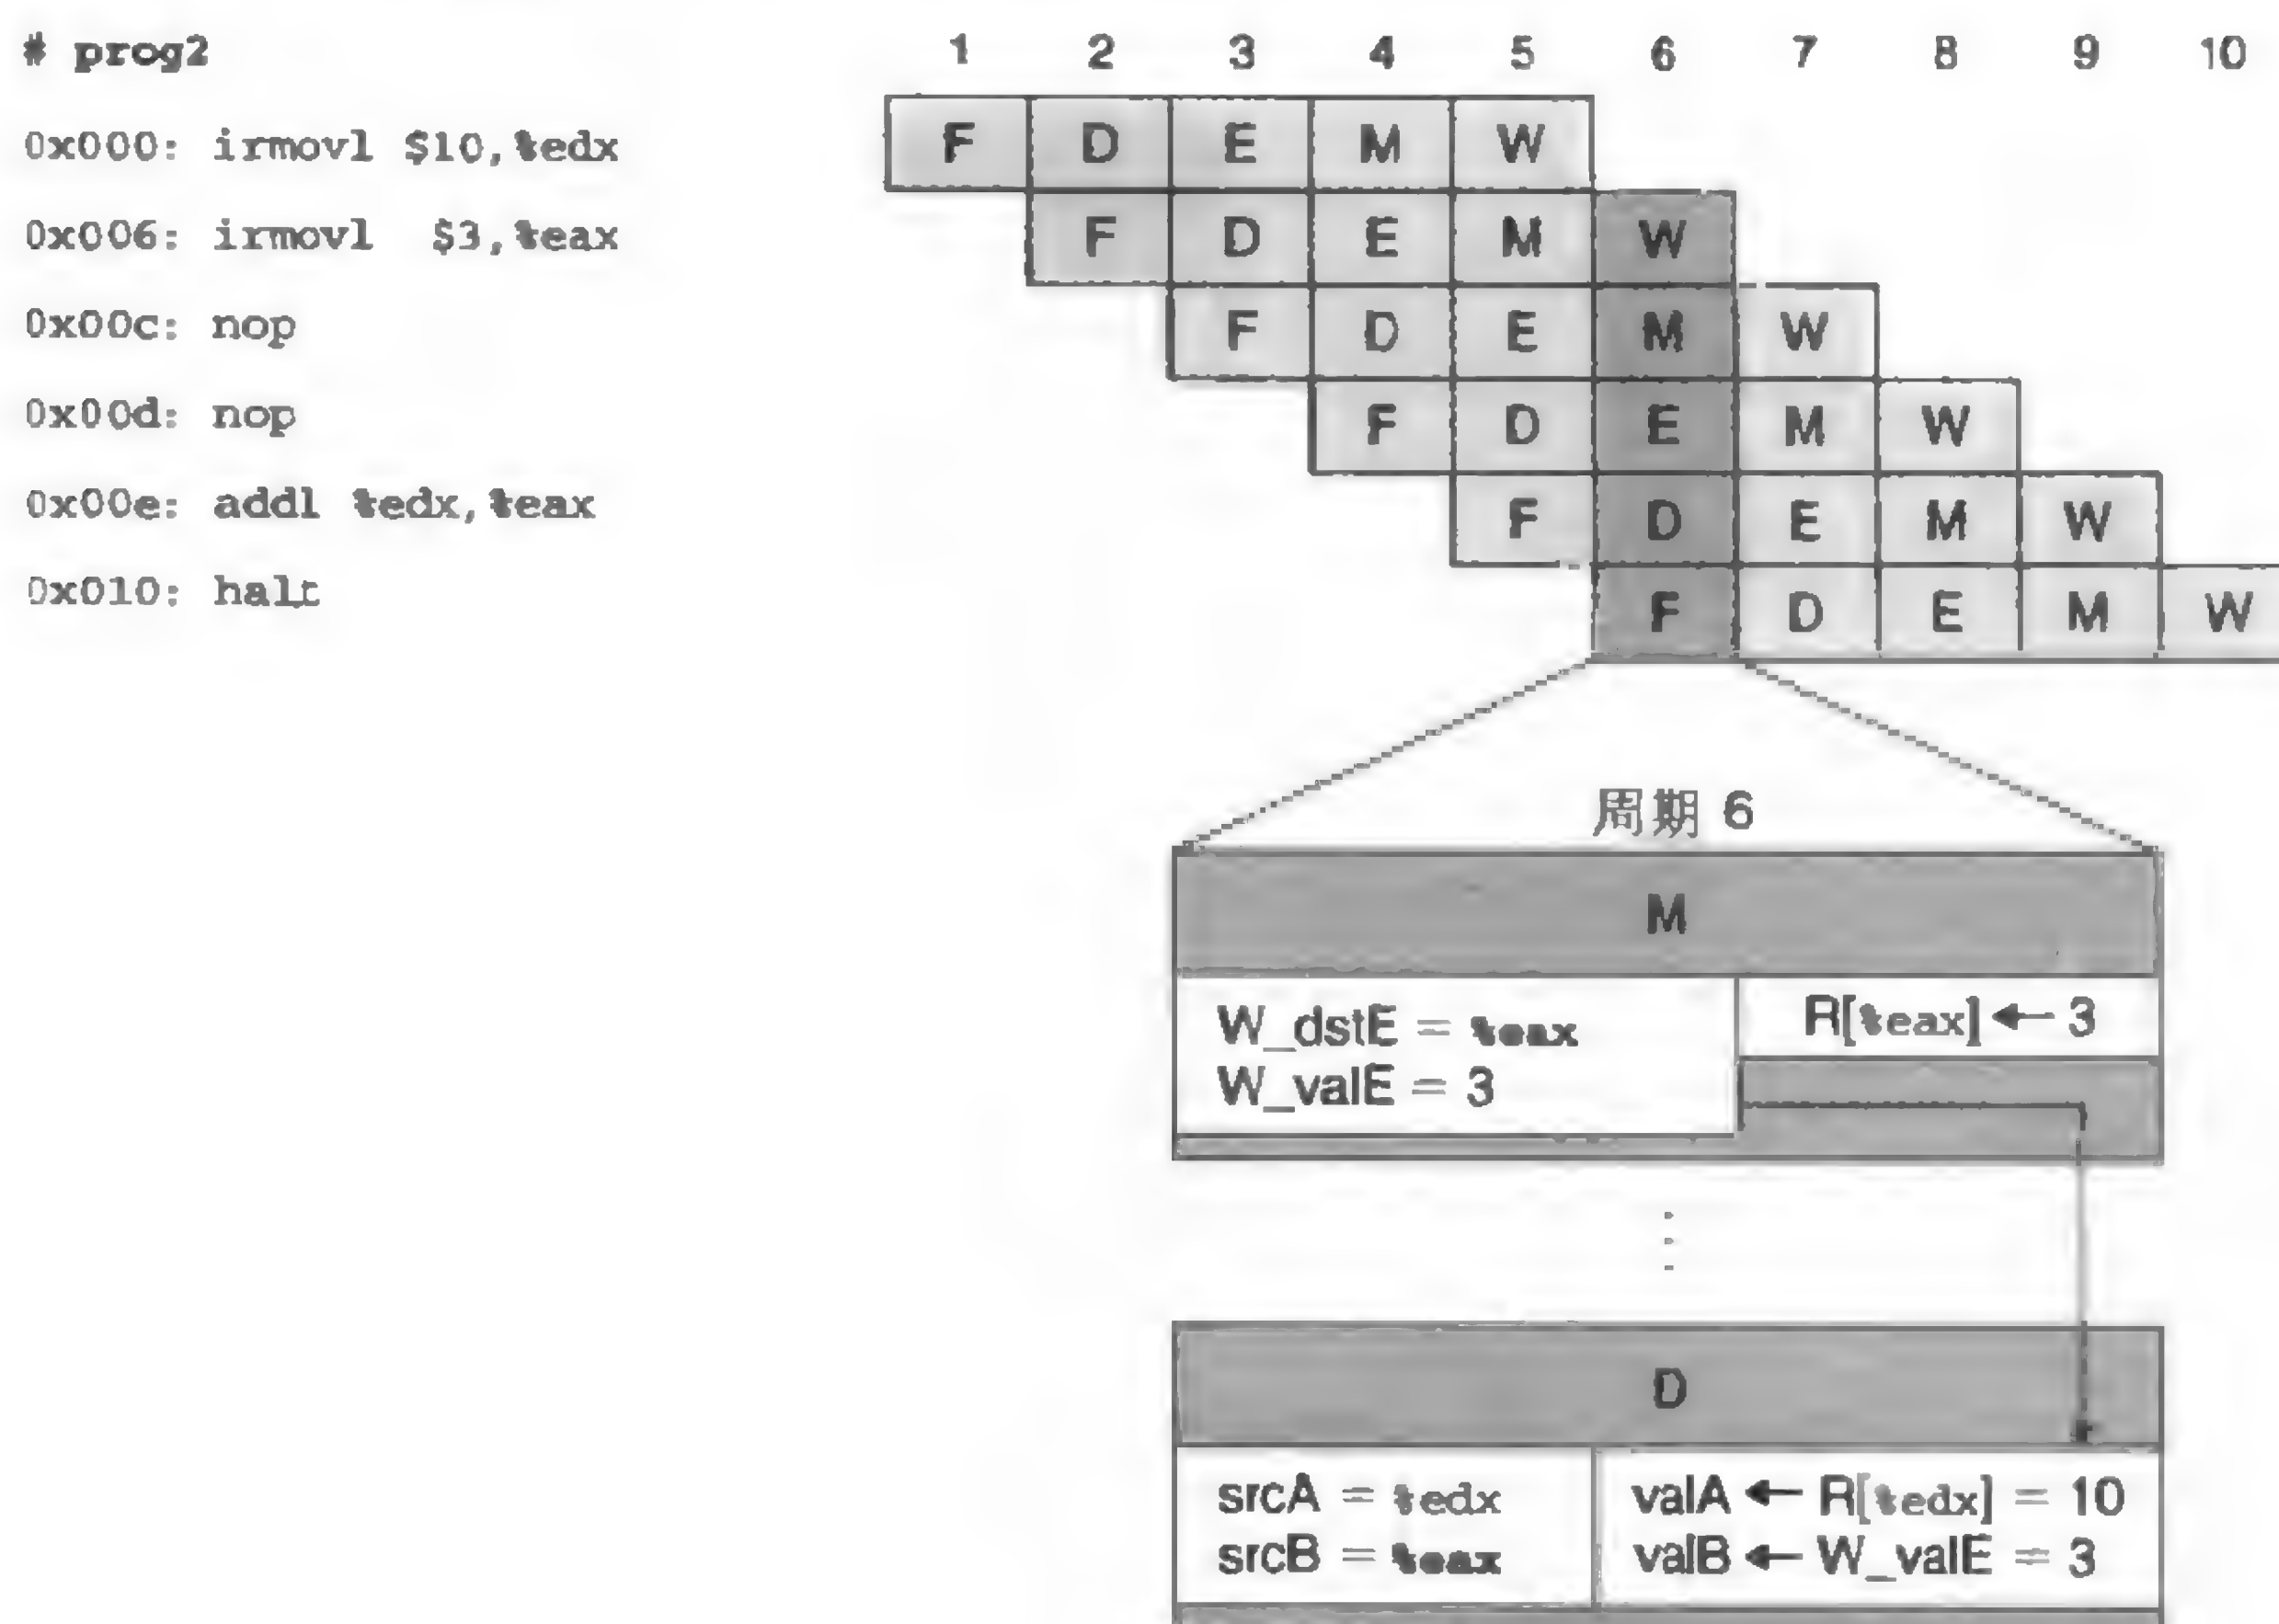 # prog2
1 2 3 4 5 6 7 8 9 10
0x000: irmovl $10,%edx F D E M W
0x006: irmovl $3,%eax F D E M W
0x00c: nop F D E M W
0x00d: nop F D E M W
0x00e: addl %edx,%eax F D E M W
0x010: halt F D E M W
周期 6
M
W_dstE = %eax R[%eax] ← 3
W_valE = 3
⋮
D
srcA = %edx valA ← R[%edx] = 10
srcB = %eax valB ← W_valE = 3